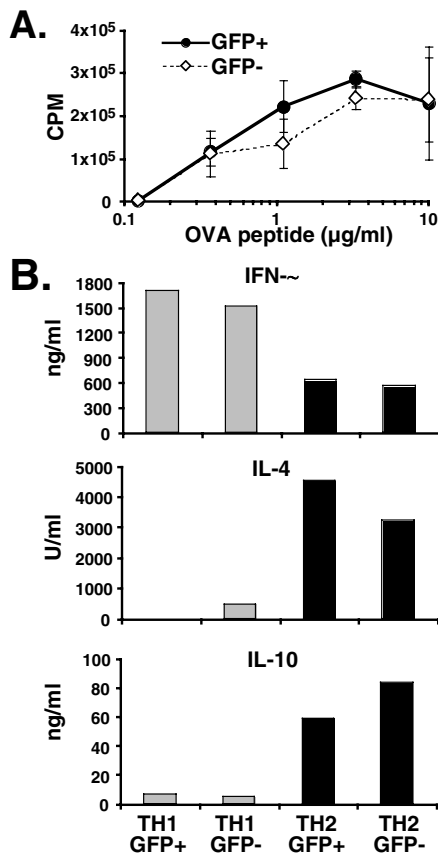 A.
GFP+
GFP-
CPM
4x10⁵
3x10⁵
2x10⁵
1x10⁵
0
0.1 1 10
OVA peptide (µg/ml)
B.
IFN-~
ng/ml
1800
1500
1200
900
600
300
0
IL-4
U/ml
5000
4000
3000
2000
1000
0
IL-10
ng/ml
100
80
60
40
20
0
TH1 TH1 TH2 TH2
GFP+ GFP- GFP+ GFP-